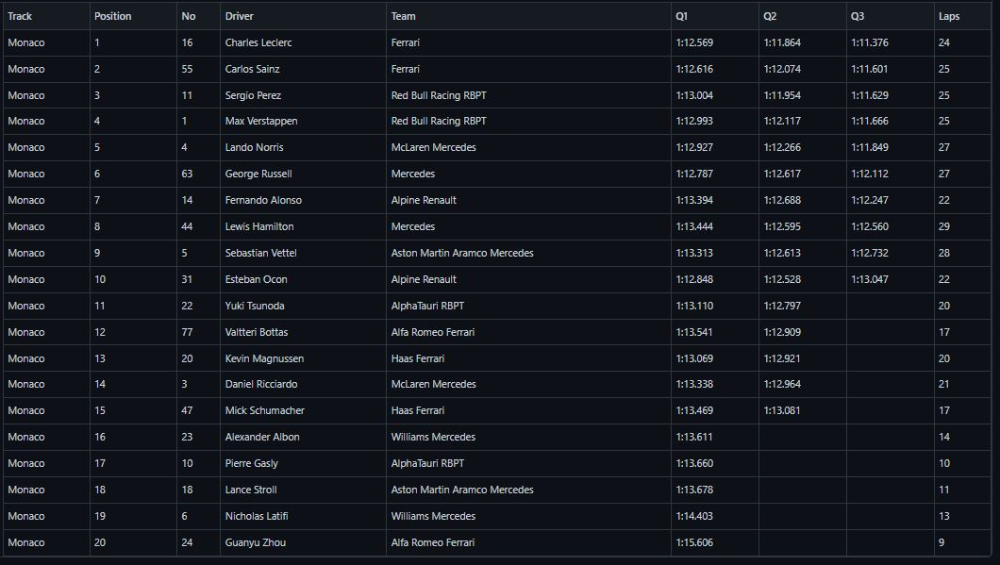 Track Position No Driver Team Q1 Q2 Q3 Laps
Monaco 1 16 Charles Leclerc Ferrari 1:12.569 1:11.864 1:11.376 24
Monaco 2 55 Carlos Sainz Ferrari 1:12.616 1:12.074 1:11.601 25
Monaco 3 11 Sergio Perez Red Bull Racing RBPT 1:13.004 1:11.954 1:11.629 25
Monaco 4 1 Max Verstappen Red Bull Racing RBPT 1:12.993 1:12.117 1:11.666 25
Monaco 5 4 Lando Norris McLaren Mercedes 1:12.927 1:12.266 1:11.849 27
Monaco 6 63 George Russell Mercedes 1:12.787 1:12.617 1:12.112 27
Monaco 7 14 Fernando Alonso Alpine Renault 1:13.394 1:12.688 1:12.247 22
Monaco 8 44 Lewis Hamilton Mercedes 1:13.444 1:12.595 1:12.560 29
Monaco 9 5 Sebastian Vettel Aston Martin Aramco Mercedes 1:13.313 1:12.613 1:12.732 28
Monaco 10 31 Esteban Ocon Alpine Renault 1:12.848 1:12.528 1:13.047 22
Monaco 11 22 Yuki Tsunoda AlphaTauri RBPT 1:13.110 1:12.797 20
Monaco 12 77 Valtteri Bottas Alfa Romeo Ferrari 1:13.541 1:12.909 17
Monaco 13 20 Kevin Magnussen Haas Ferrari 1:13.069 1:12.921 20
Monaco 14 3 Daniel Ricciardo McLaren Mercedes 1:13.338 1:12.964 21
Monaco 15 47 Mick Schumacher Haas Ferrari 1:13.469 1:13.081 17
Monaco 16 23 Alexander Albon Williams Mercedes 1:13.611 14
Monaco 17 10 Pierre Gasly AlphaTauri RBPT 1:13.660 10
Monaco 18 18 Lance Stroll Aston Martin Aramco Mercedes 1:13.678 11
Monaco 19 6 Nicholas Latifi Williams Mercedes 1:14.403 13
Monaco 20 24 Guanyu Zhou Alfa Romeo Ferrari 1:15.606 9